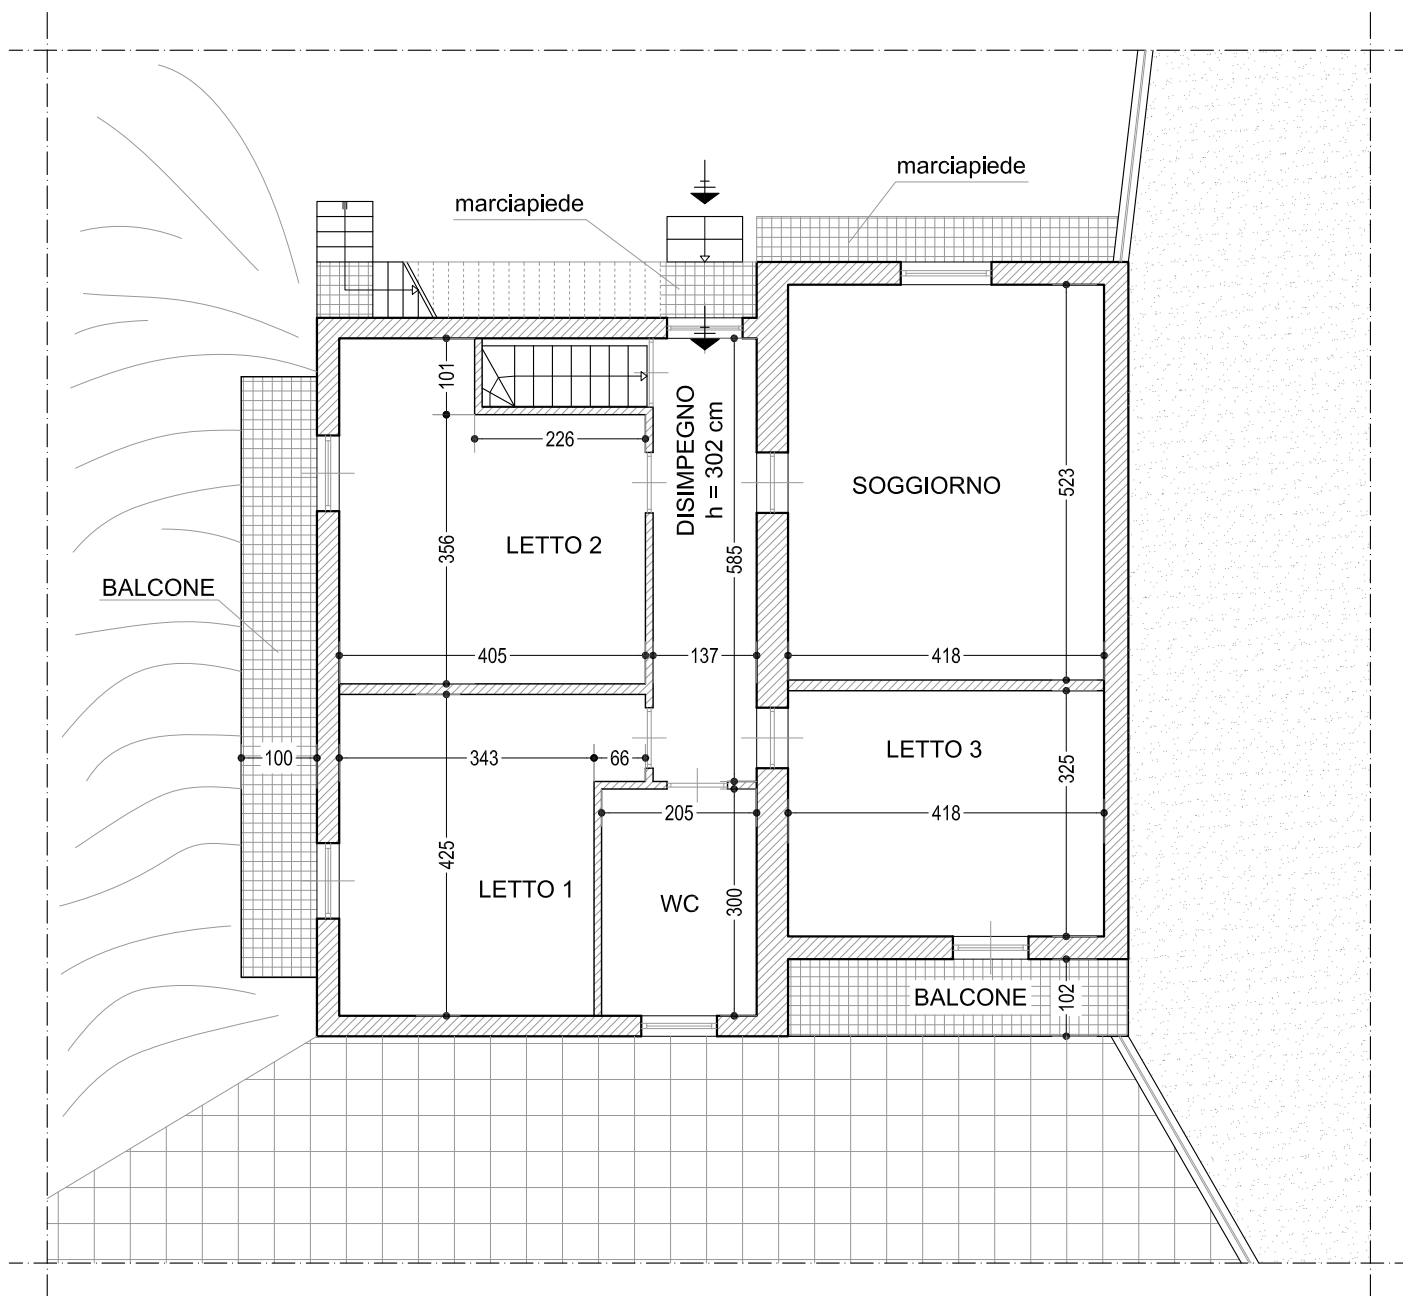 marciapiede
marciapiede
101
226
DISIMPEGNO
h = 302 cm
SOGGIORNO
523
LETTO 2
356
585
BALCONE
405
137
418
100
343
66
LETTO 3
325
205
418
425
LETTO 1
WC
300
BALCONE
102